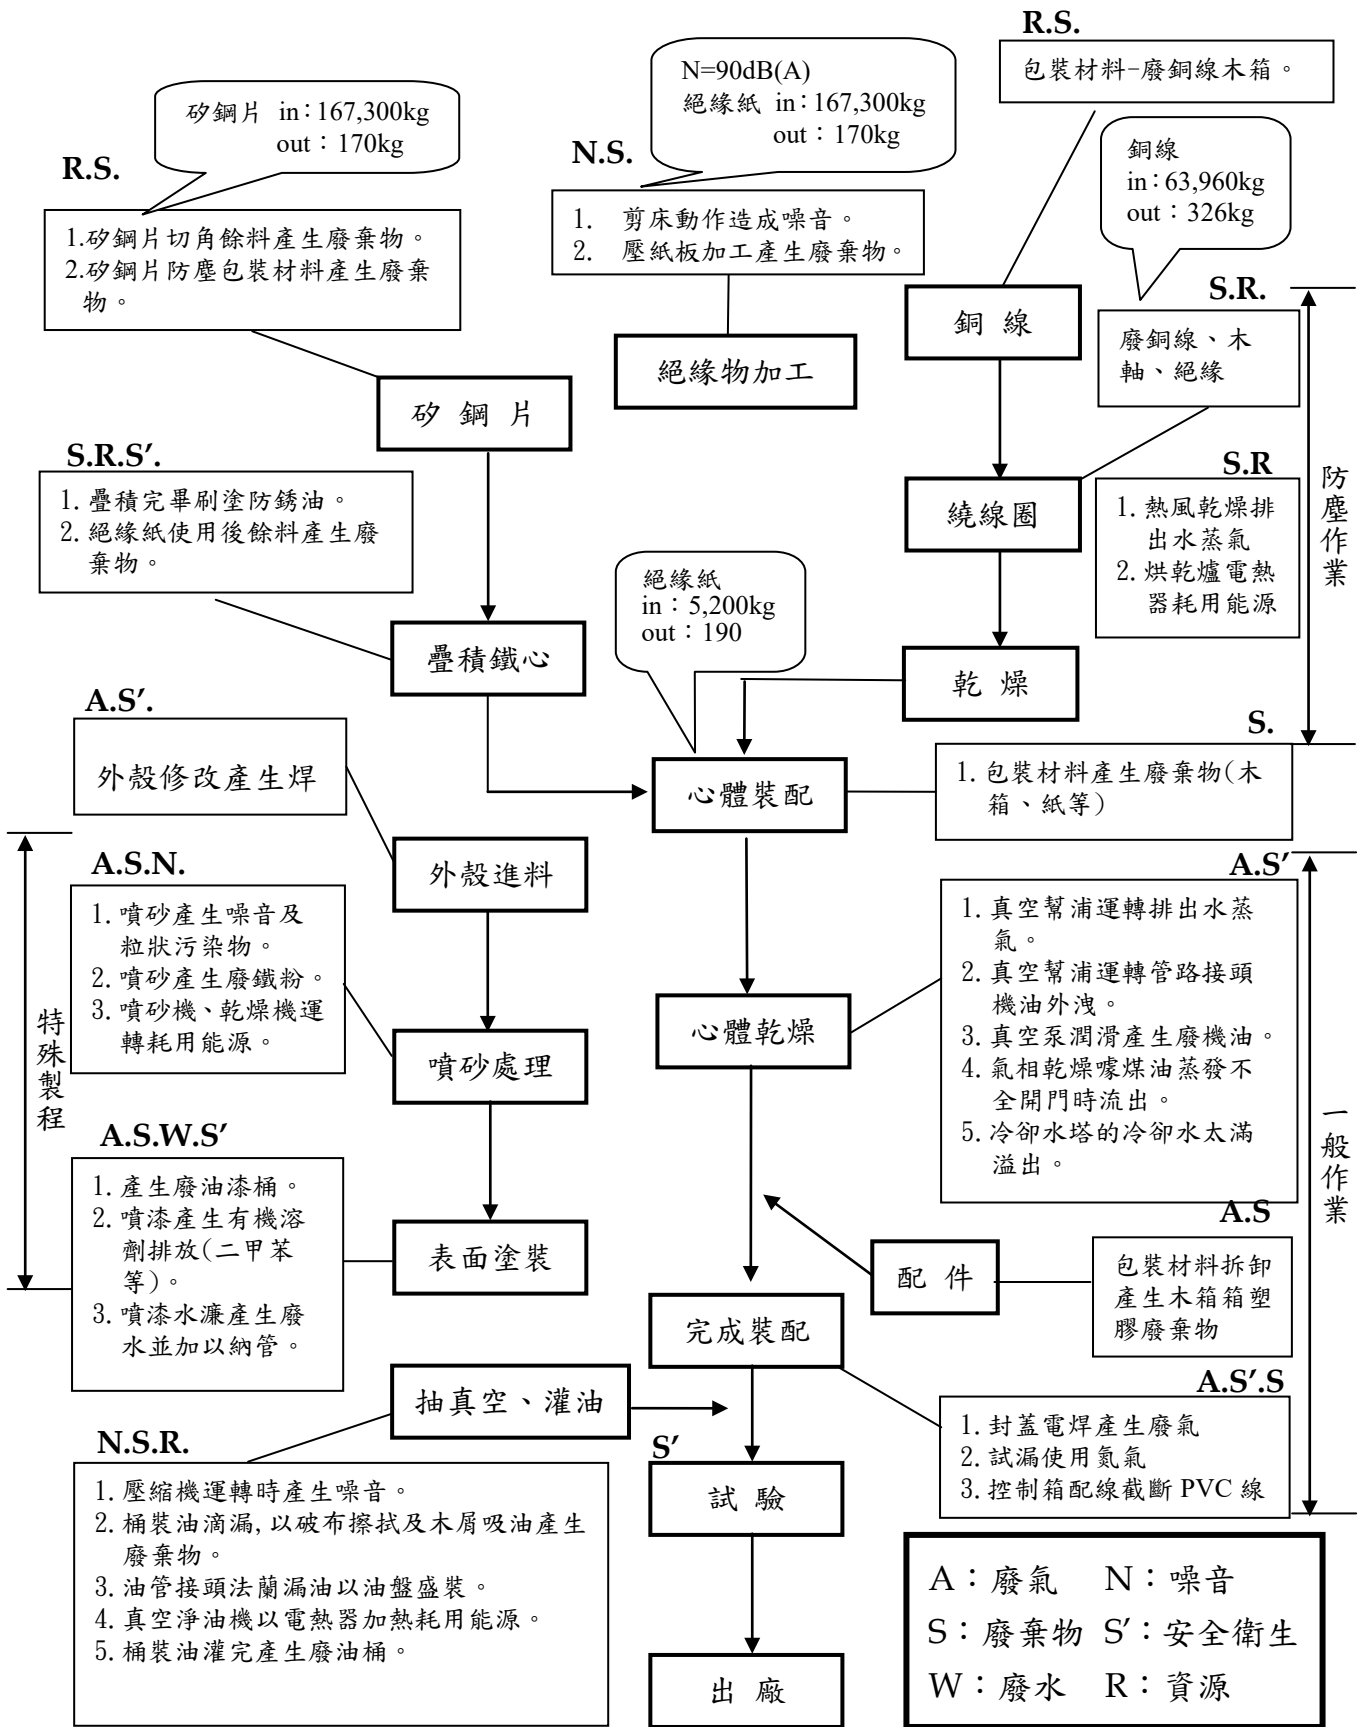 R.S.
包裝材料-廢銅線木箱。
矽鋼片 in:167,300kg
out:170kg
N=90dB(A)
絕緣紙 in:167,300kg
out:170kg
銅線
in:63,960kg
out:326kg
R.S.
1.矽鋼片切角餘料產生廢棄物。
2.矽鋼片防塵包裝材料產生廢棄
物。
N.S.
1. 剪床動作造成噪音。
2. 壓紙板加工產生廢棄物。
銅 線
S.R.
廢銅線、木
軸、絕緣
絕緣物加工
矽 鋼 片
S.R.S′.
1. 疊積完畢刷塗防銹油。
2. 絕緣紙使用後餘料產生廢
棄物。
繞線圈
S.R
1. 熱風乾燥排
出水蒸氣
2. 烘乾爐電熱
器耗用能源
防塵作業
絕緣紙
in:5,200kg
out:190
疊積鐵心
乾 燥
A.S′.
外殼修改產生焊
心體裝配
S.
1. 包裝材料產生廢棄物(木
箱、紙等)
外殼進料
A.S.N.
1. 噴砂產生噪音及
粒狀污染物。
2. 噴砂產生廢鐵粉。
3. 噴砂機、乾燥機運
轉耗用能源。
特殊製程
噴砂處理
心體乾燥
A.S′
1. 真空幫浦運轉排出水蒸
氣。
2. 真空幫浦運轉管路接頭
機油外洩。
3. 真空泵潤滑產生廢機油。
4. 氣相乾燥噱煤油蒸發不
全開門時流出。
5. 冷卻水塔的冷卻水太滿
溢出。
一般作業
A.S.W.S′
1. 產生廢油漆桶。
2. 噴漆產生有機溶
劑排放(二甲苯
等)。
3. 噴漆水濂產生廢
水並加以納管。
表面塗裝
配 件
A.S
包裝材料拆卸
產生木箱箱塑
膠廢棄物
完成裝配
A.S′.S
1. 封蓋電焊產生廢氣
2. 試漏使用氮氣
3. 控制箱配線截斷 PVC 線
抽真空、灌油
N.S.R.
1. 壓縮機運轉時產生噪音。
2. 桶裝油滴漏,以破布擦拭及木屑吸油產生
廢棄物。
3. 油管接頭法蘭漏油以油盤盛裝。
4. 真空淨油機以電熱器加熱耗用能源。
5. 桶裝油灌完產生廢油桶。
S′
試 驗
出 廠
A:廢氣 N:噪音
S:廢棄物 S′:安全衛生
W:廢水 R:資源